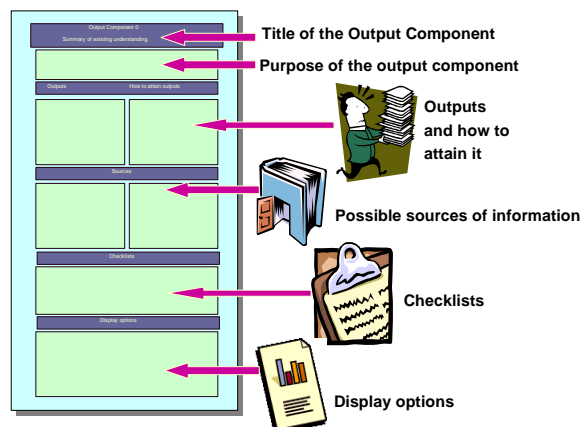 Output Component 0
Summary of existing understanding
Title of the Output Component
Purpose of the output component
Outputs How to attain outputs
Outputs
and how to
attain it
Sources
Possible sources of information
Checklists
Checklists
Display options
Display options